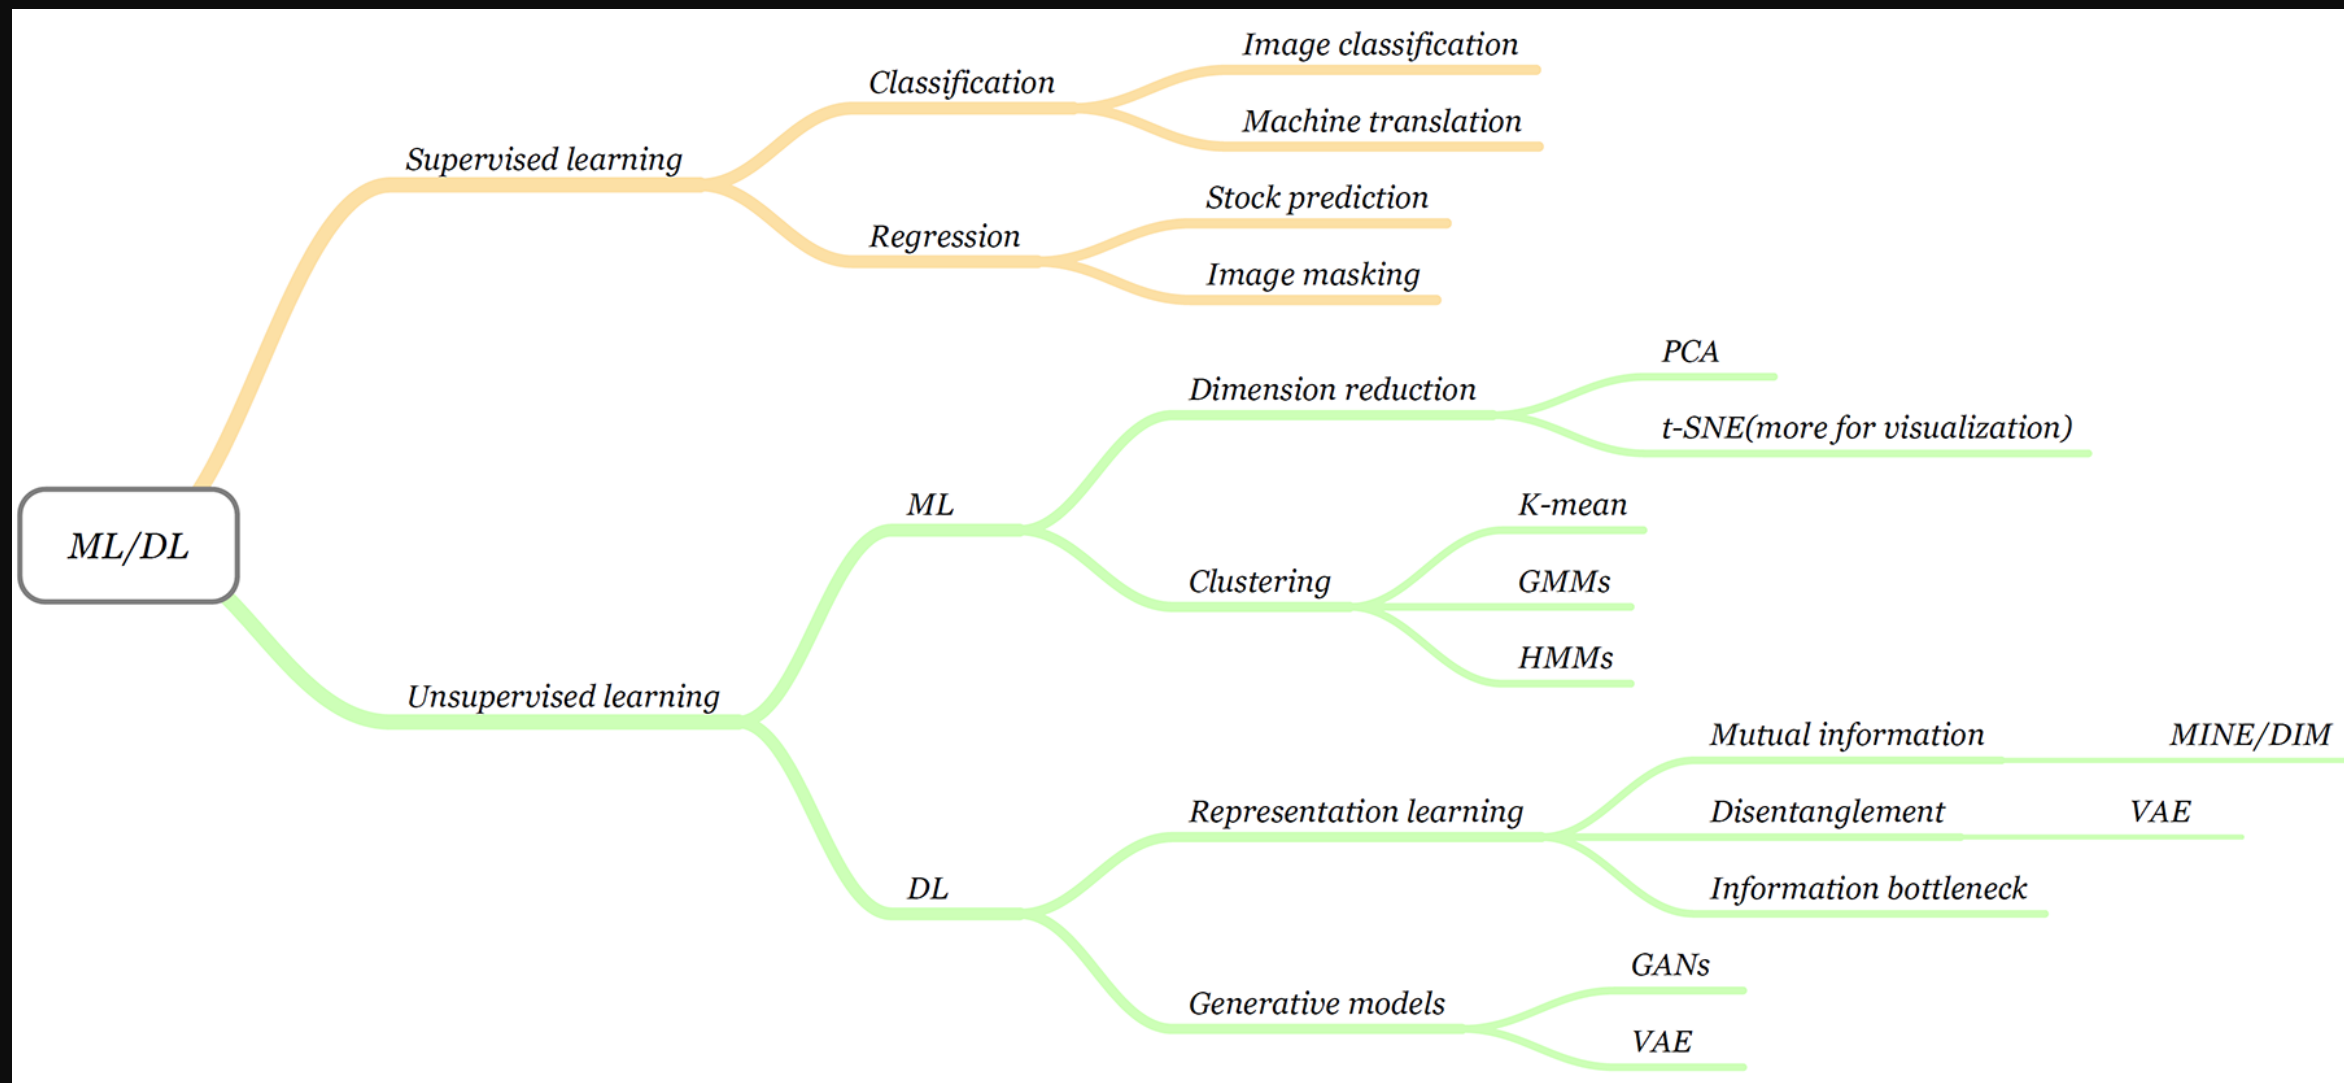 Image classification
Classification
Machine translation
Supervised learning
Stock prediction
Regression
Image masking
PCA
Dimension reduction
t-SNE(more for visualization)
ML
K-mean
Clustering
GMMs
HMMs
ML/DL
Unsupervised learning
Mutual information
MINE/DIM
Representation learning
Disentanglement
VAE
Information bottleneck
DL
GANs
Generative models
VAE